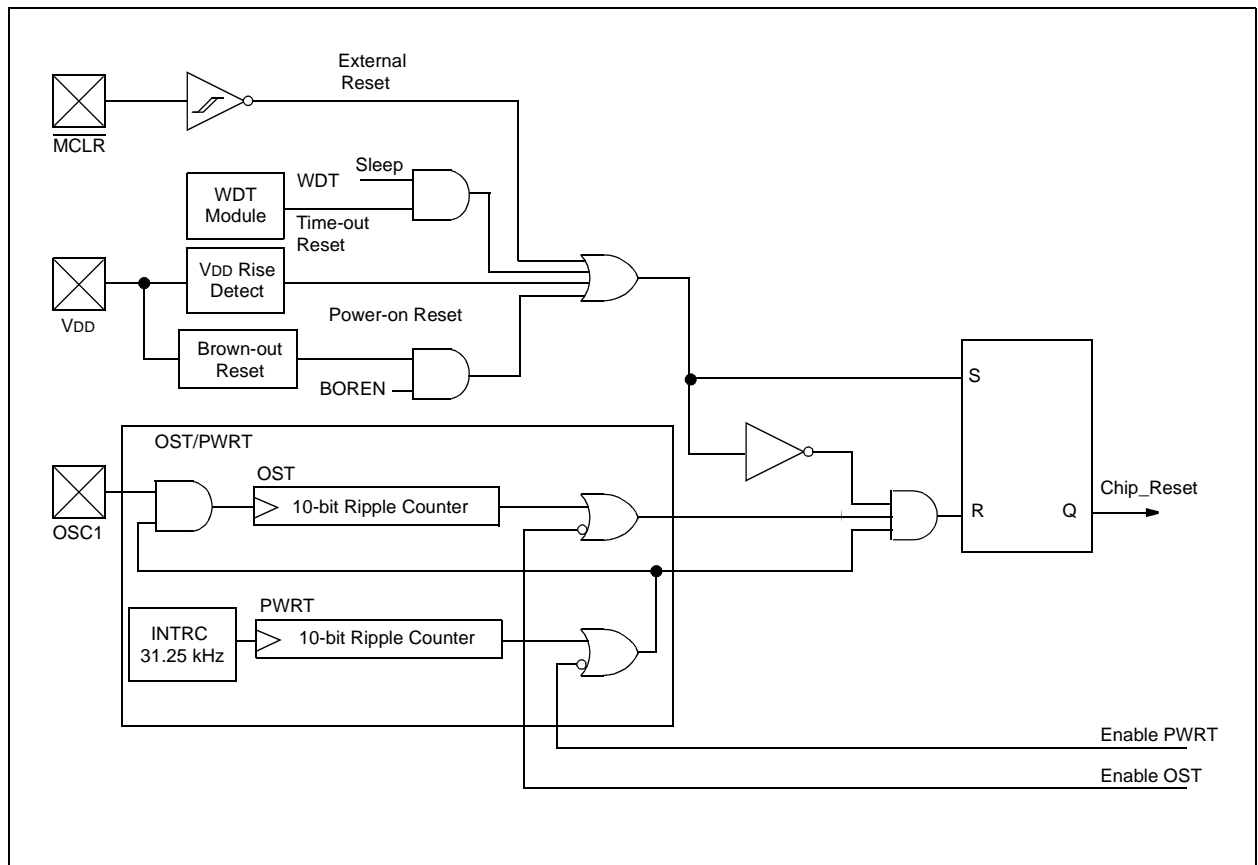 External
Reset
MCLR
Sleep
WDT
WDT
Module
Time-out
Reset
VDD Rise
Detect
VDD
Power-on Reset
Brown-out
Reset
BOREN
S
OST/PWRT
OST
10-bit Ripple Counter
OSC1
Chip_Reset
R
Q
PWRT
10-bit Ripple Counter
INTRC
31.25 kHz
Enable PWRT
Enable OST